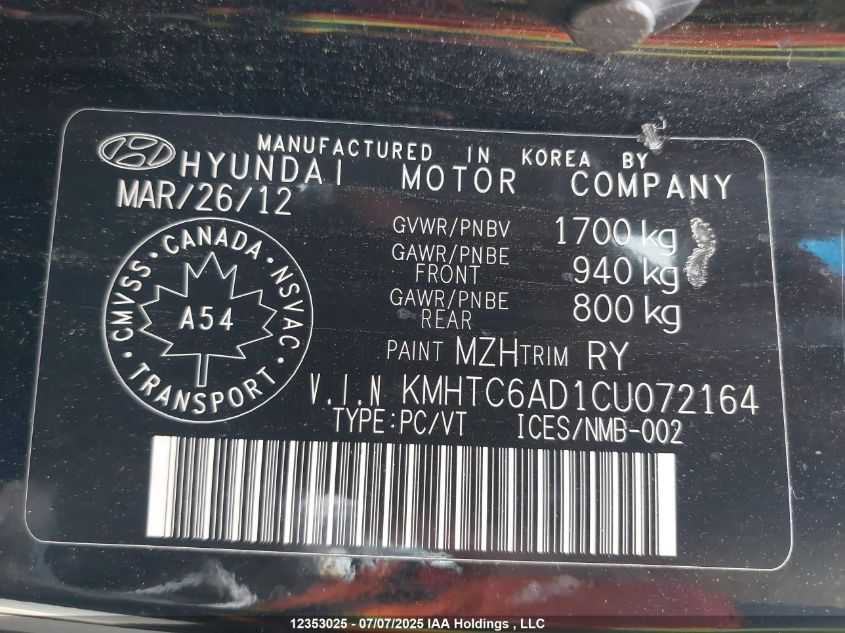 MANUFACTURED IN KOREA BY
HYUNDAI MOTOR COMPANY
MAR/26/12
GVWR/PNBV 1700 kg
GAWR/PNBE FRONT 940 kg
GAWR/PNBE REAR 800 kg
CANADA · NSVAC · TRANSPORT · CMVSS
A54
PAINT MZH TRIM RY
V.I.N KMHTC6AD1CU072164
TYPE:PC/VT ICES/NMB-002
12353025 - 07/07/2025 IAA Holdings , LLC